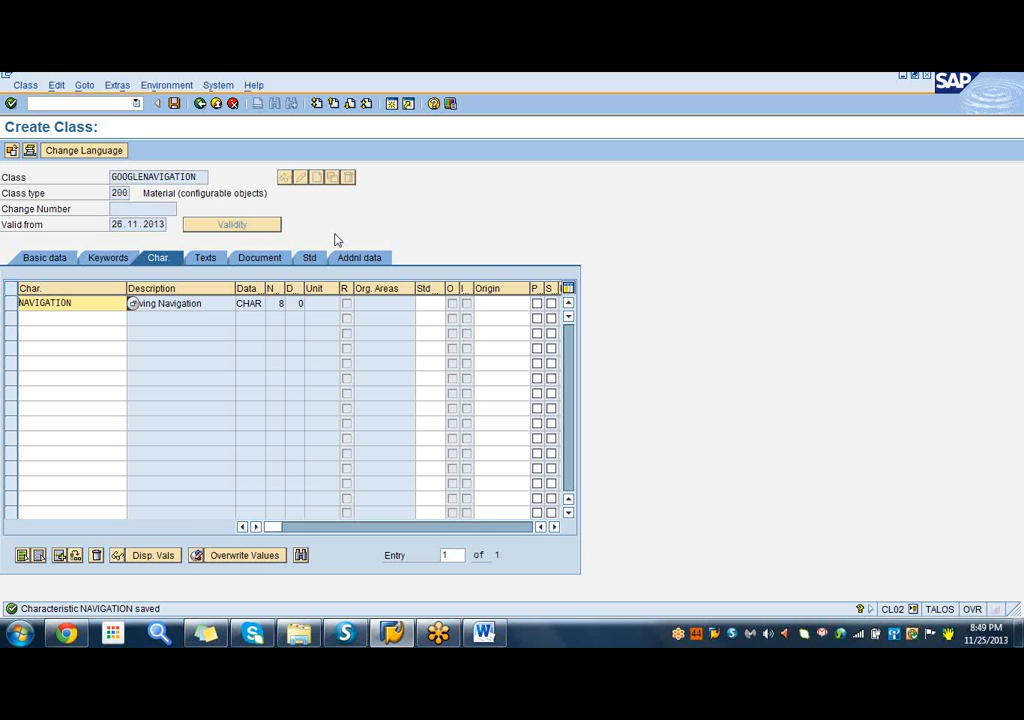 Class Edit Goto Extras Environment System Help
SAP
Create Class:
Change Language
Class GOOGLENAVIGATION
Class type 200 Material (configurable objects)
Change Number
Valid from 26.11.2013 Validity
Basic data Keywords Char. Texts Document Std Addnl data
Char. Description Data ... N D... Unit R Org. Areas Std ... O I... Origin P S
NAVIGATION ving Navigation CHAR 8 0
Disp. Vals Overwrite Values Entry 1 of 1
Characteristic NAVIGATION saved CL02 TALOS OVR
44 8:49 PM
11/25/2013